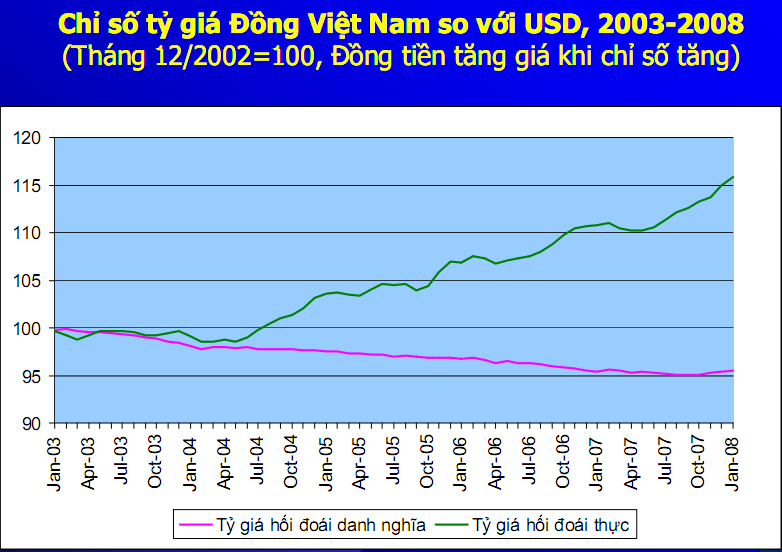 Chỉ số tỷ giá Đồng Việt Nam so với USD, 2003-2008
(Tháng 12/2002=100, Đồng tiền tăng giá khi chỉ số tăng)
120
115
110
105
100
95
90
Jan-03
Apr-03
Jul-03
Oct-03
Jan-04
Apr-04
Jul-04
Oct-04
Jan-05
Apr-05
Jul-05
Oct-05
Jan-06
Apr-06
Jul-06
Oct-06
Jan-07
Apr-07
Jul-07
Oct-07
Jan-08
Tỷ giá hối đoái danh nghĩa
Tỷ giá hối đoái thực